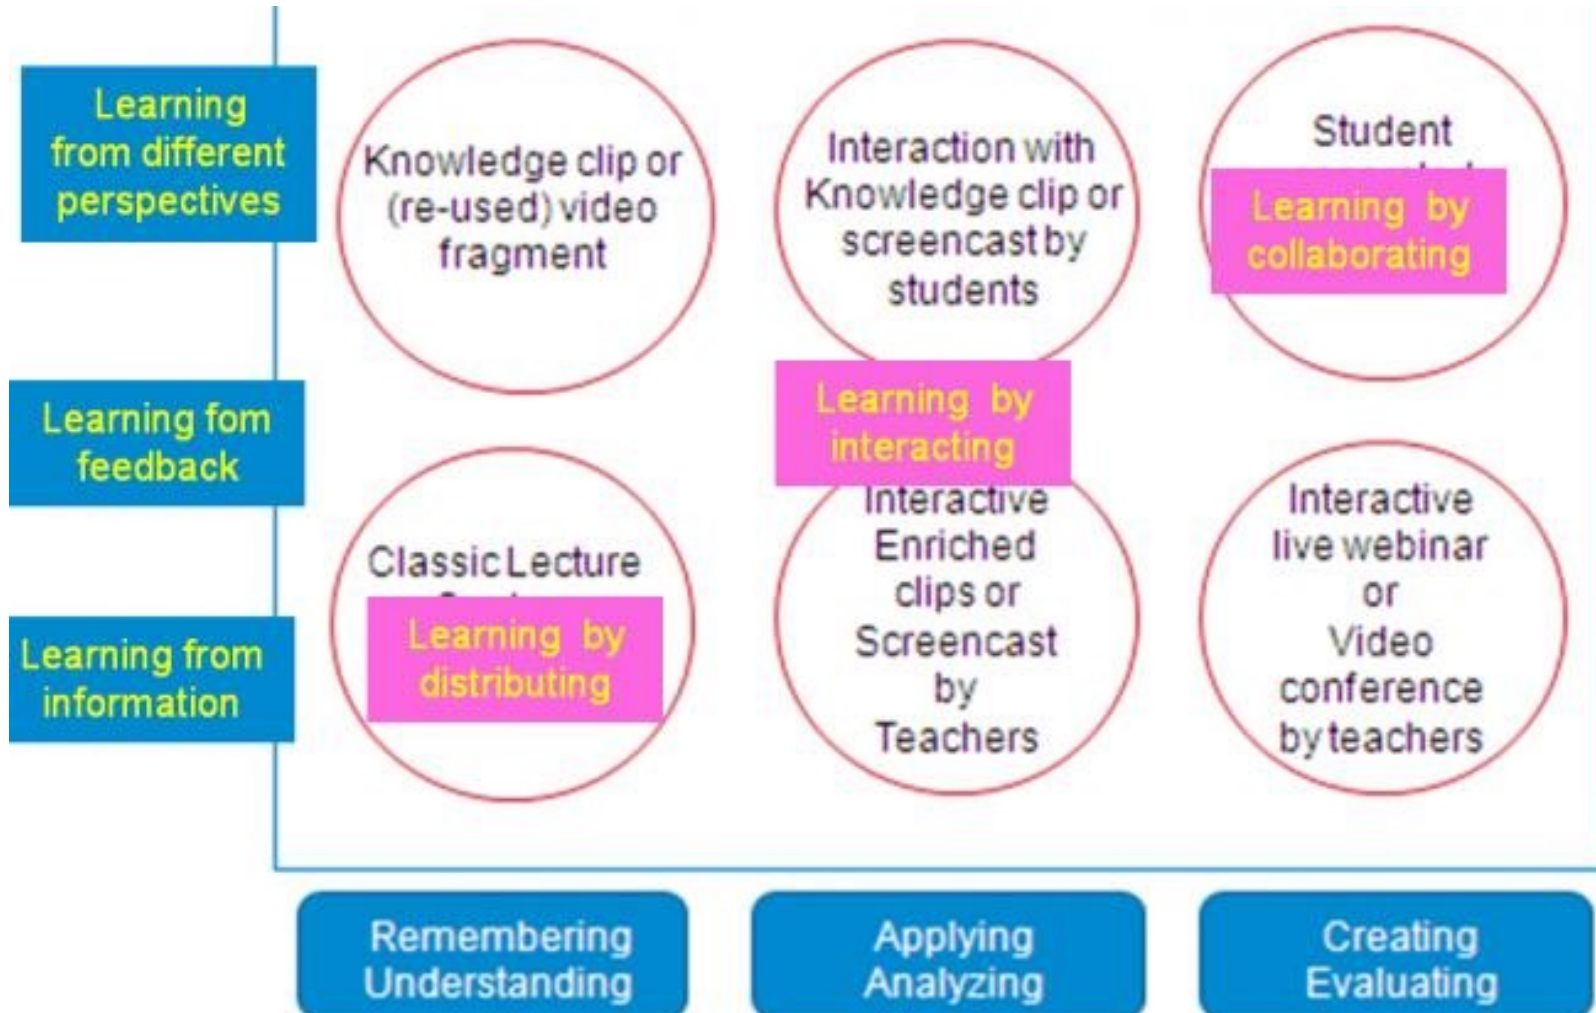 Learning
from different
perspectives
Knowledge clip or
(re-used) video
fragment
Interaction with
Knowledge clip or
screencast by
students
Student
Learning by
collaborating
Learning fom
feedback
Learning by
interacting
Classic Lecture
Learning by
distributing
Interactive
Enriched
clips or
Screencast
by
Teachers
Interactive
live webinar
or
Video
conference
by teachers
Learning from
information
Remembering
Understanding
Applying
Analyzing
Creating
Evaluating